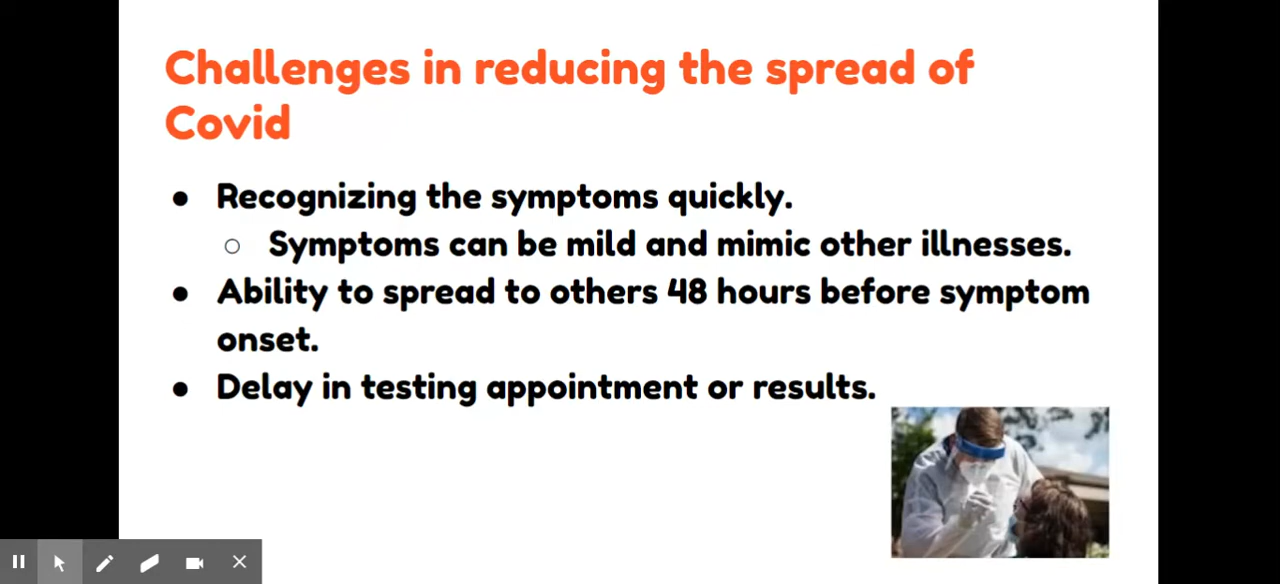 Challenges in reducing the spread of
Covid
● Recognizing the symptoms quickly.
○ Symptoms can be mild and mimic other illnesses.
● Ability to spread to others 48 hours before symptom
onset.
● Delay in testing appointment or results.